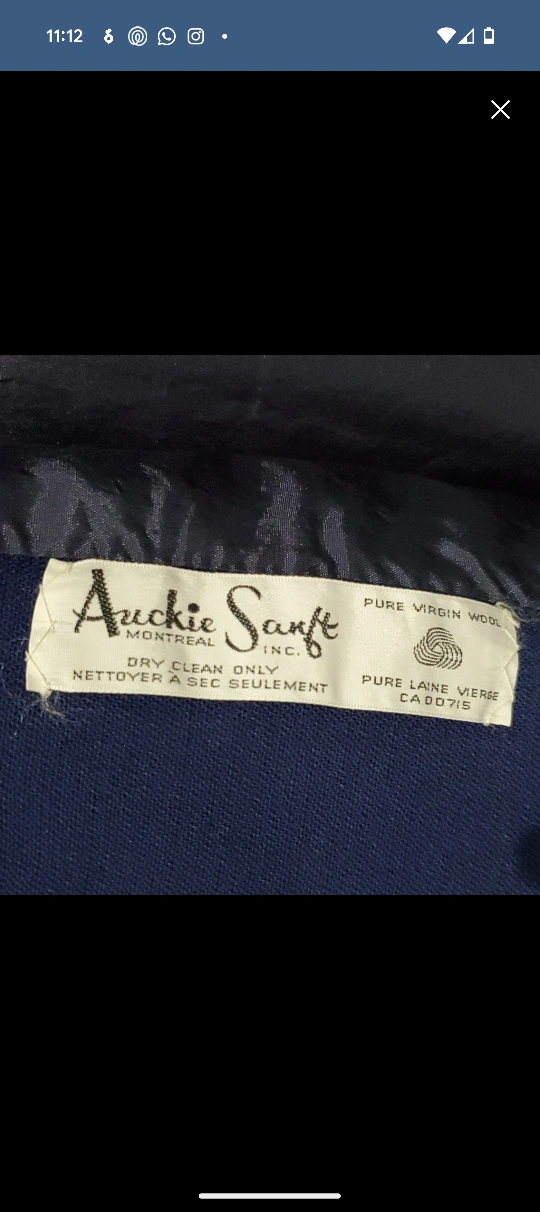 11:12
Auckie Sanft
MONTREAL INC.
DRY CLEAN ONLY
NETTOYER À SEC SEULEMENT
PURE VIRGIN WOOL
PURE LAINE VIERGE
CA00715